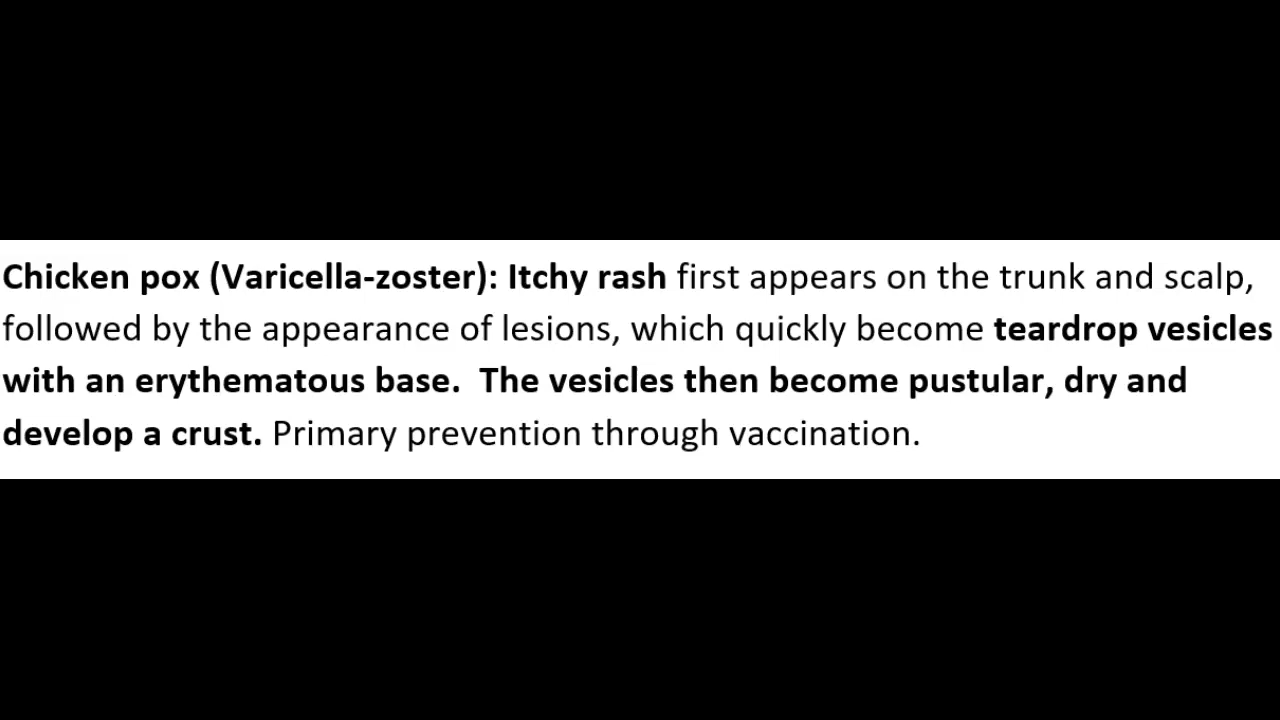 Chicken pox (Varicella-zoster): Itchy rash first appears on the trunk and scalp,
followed by the appearance of lesions, which quickly become teardrop vesicles
with an erythematous base.  The vesicles then become pustular, dry and
develop a crust. Primary prevention through vaccination.